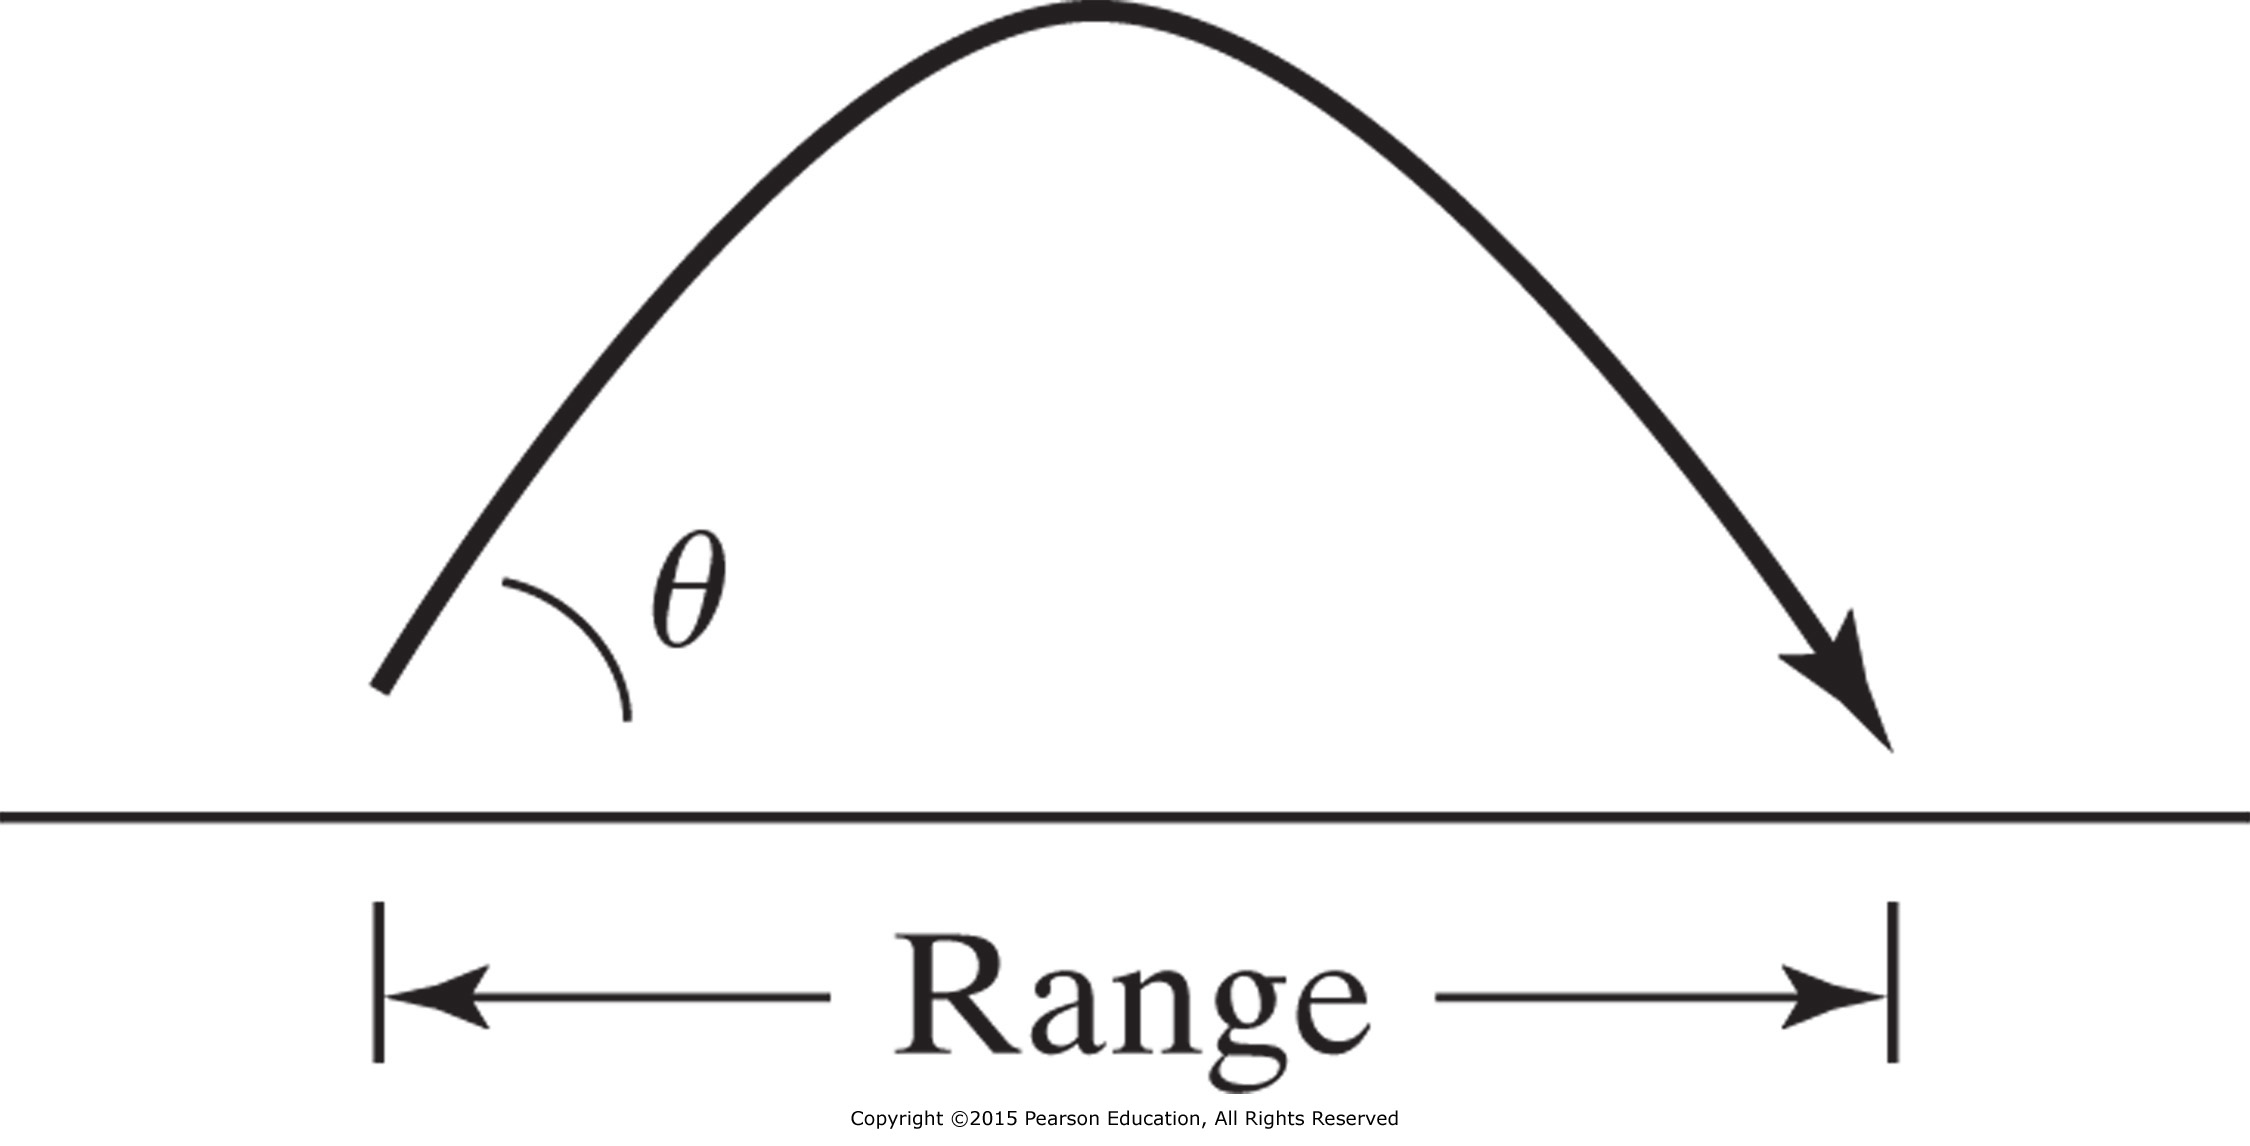 θ
Range
Copyright ©2015 Pearson Education, All Rights Reserved